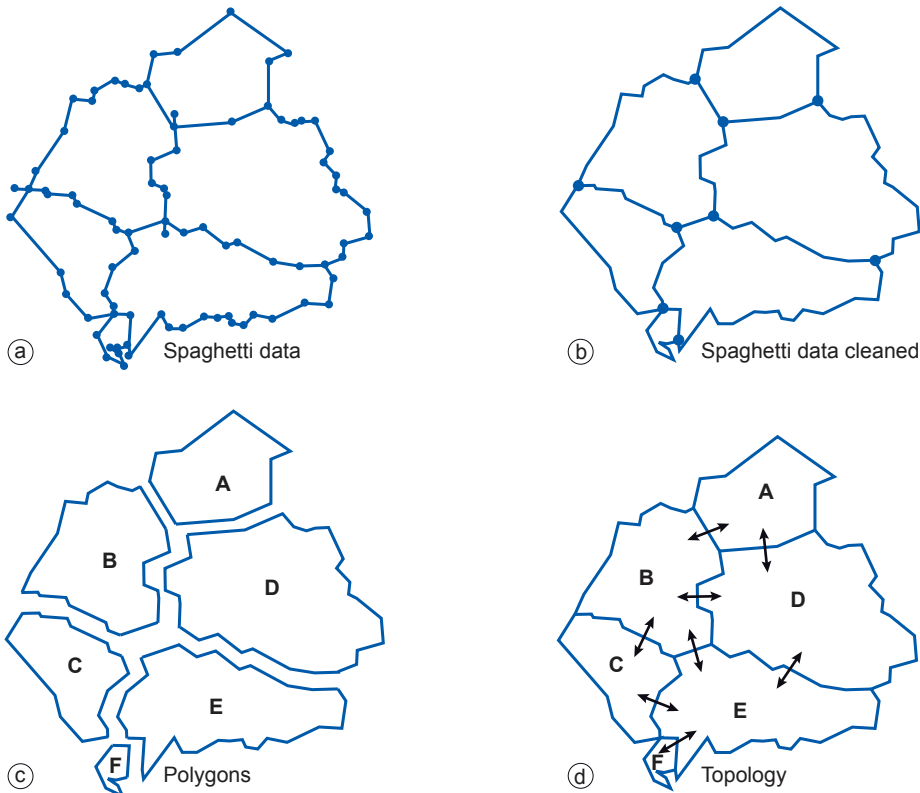 a Spaghetti data
b Spaghetti data cleaned
A
B
D
C
E
F
c Polygons
A
B
D
C
E
F
d Topology